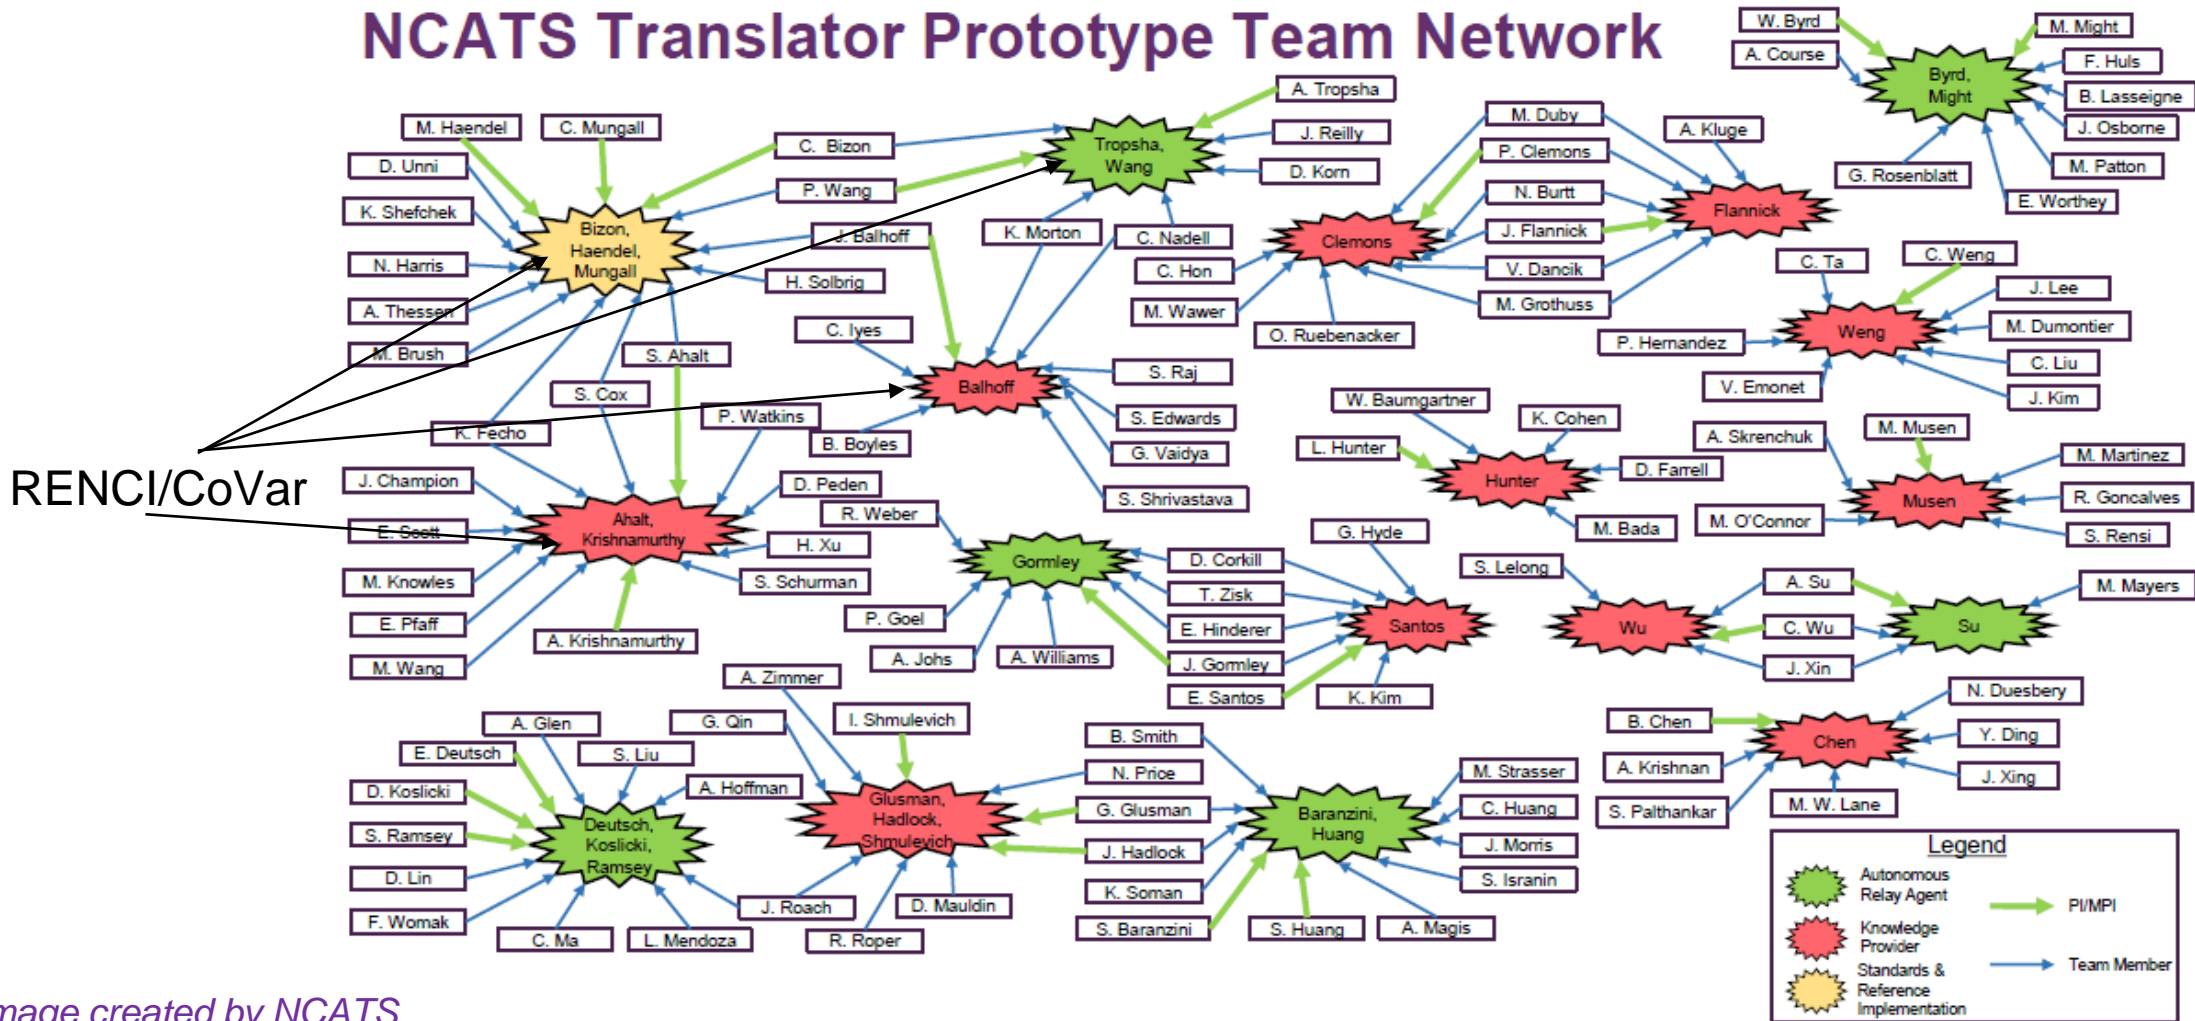 NCATS Translator Prototype Team Network
W. Byrd
M. Might
A. Course
F. Huls
Byrd,
Might
B. Lasseigne
J. Osborne
M. Patton
G. Rosenblatt
E. Worthey
A. Tropsha
M. Haendel
C. Mungall
C. Bizon
J. Reilly
Tropsha,
Wang
D. Korn
M. Duby
A. Kluge
P. Clemons
D. Unni
P. Wang
N. Burtt
Flannick
K. Shefchek
Bizon,
Haendel,
Mungall
J. Balhoff
K. Morton
C. Nadell
Clemons
J. Flannick
N. Harris
H. Solbrig
C. Hon
V. Dancik
C. Ta
C. Weng
A. Thessen
M. Wawer
M. Grothuss
J. Lee
C. Iyes
O. Ruebenacker
P. Hernandez
Weng
M. Dumontier
M. Brush
S. Ahalt
C. Liu
S. Cox
Balhoff
S. Raj
V. Emonet
J. Kim
P. Watkins
S. Edwards
W. Baumgartner
K. Cohen
K. Fecho
B. Boyles
G. Vaidya
L. Hunter
Hunter
D. Farrell
A. Skrenchuk
M. Musen
M. Martinez
RENCI/CoVar
J. Champion
D. Peden
S. Shrivastava
M. Bada
Musen
R. Goncalves
M. O'Connor
S. Rensi
E. Scott
Ahalt,
Krishnamurthy
R. Weber
H. Xu
G. Hyde
M. Knowles
S. Schurman
Gormley
D. Corkill
S. Lelong
A. Su
M. Mayers
T. Zisk
E. Pfaff
P. Goel
E. Hinderer
Santos
Wu
C. Wu
Su
A. Krishnamurthy
M. Wang
A. Johs
A. Williams
J. Gormley
J. Xin
A. Zimmer
E. Santos
K. Kim
N. Duesbery
A. Glen
G. Qin
I. Shmulevich
B. Chen
Chen
Y. Ding
E. Deutsch
S. Liu
B. Smith
A. Krishnan
J. Xing
D. Koslicki
A. Hoffman
N. Price
M. Strasser
S. Palthankar
M. W. Lane
Glusman,
Hadlock,
Shmulevich
G. Glusman
Baranzini,
Huang
C. Huang
S. Ramsey
Deutsch,
Koslicki,
Ramsey
J. Hadlock
J. Morris
D. Lin
K. Soman
S. Isranin
F. Womak
J. Roach
D. Mauldin
S. Baranzini
S. Huang
A. Magis
C. Ma
L. Mendoza
R. Roper
Legend
Autonomous
Relay Agent
PI/MPI
Knowledge
Provider
Team Member
Standards &
Reference
Implementation
mage created by NCATS